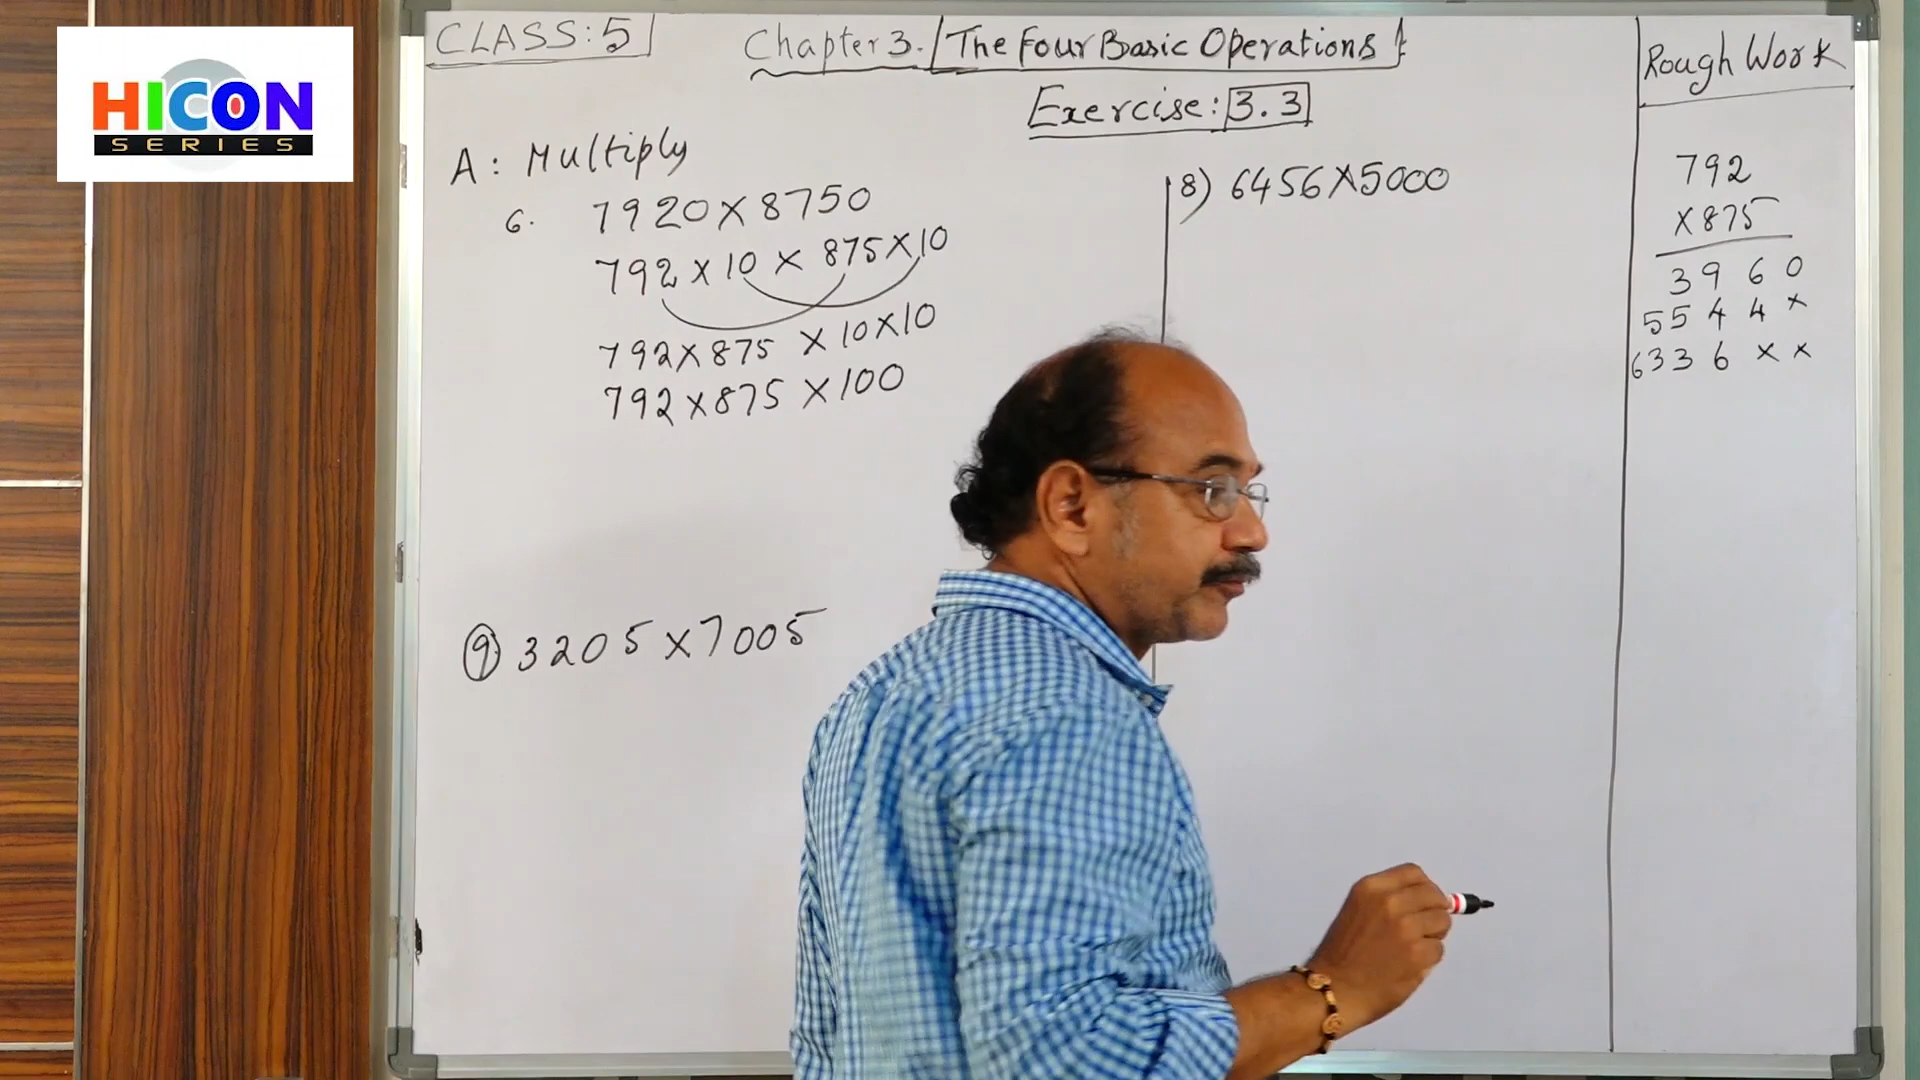 HICON
SERIES
CLASS: 5
Chapter 3. The Four Basic Operations
Exercise: 3.3
A: Multiply
6. 7920 X 8750
792 X 10 X 875 X 10
792 X 875 X 10 X 10
792 X 875 X 100
9) 3205 X 7005
8) 6456 X 5000
Rough Work
792
X 875
3960
5544 X
6336 X X